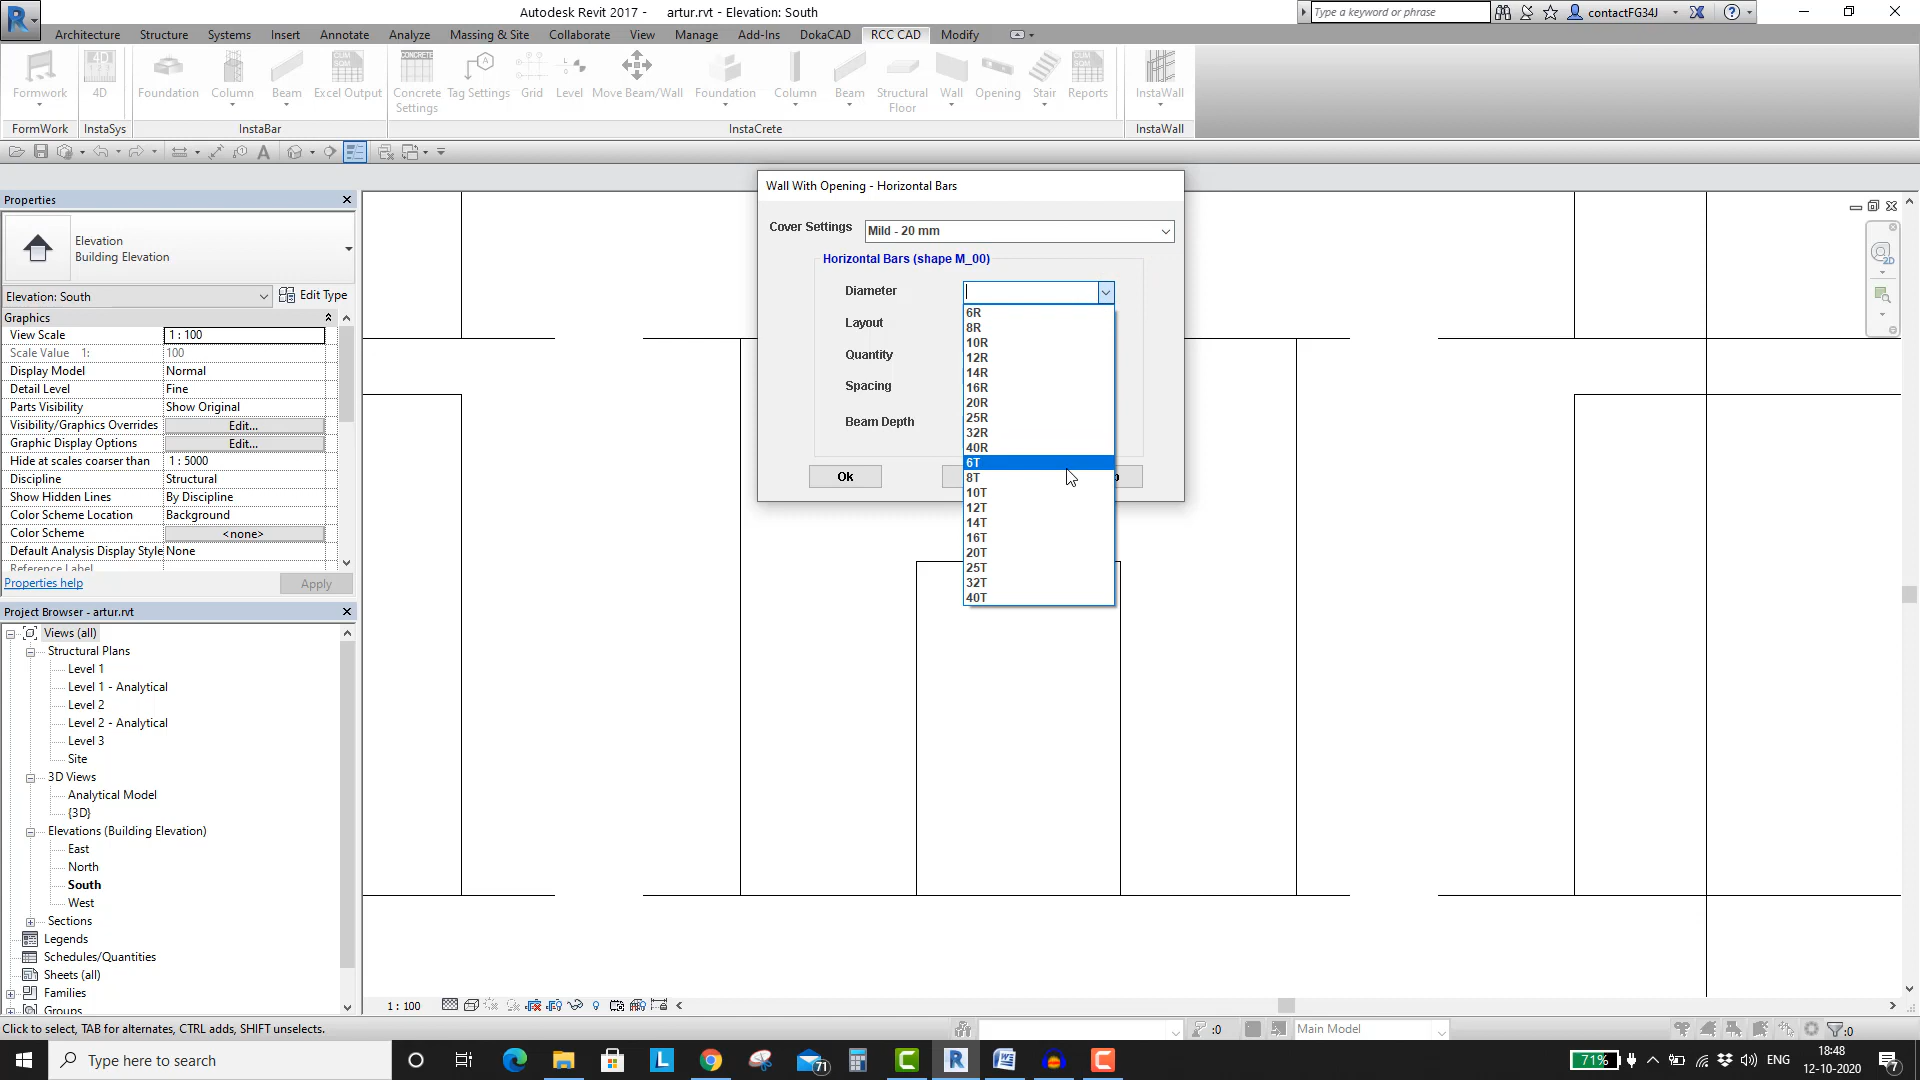 Autodesk Revit 2017 - artur.rvt - Elevation: South
Type a keyword or phrase
contactFG34J
Architecture Structure Systems Insert Annotate Analyze Massing & Site Collaborate View Manage Add-Ins DokaCAD RCC CAD Modify
Formwork
4D
Foundation
Column
Beam
Excel Output
Concrete Settings
Tag Settings
Grid
Level
Move Beam/Wall
Foundation
Column
Beam
Structural Floor
Wall
Opening
Stair
Reports
InstaWall
FormWork InstaSys InstaBar InstaCrete InstaWall
Properties
Elevation
Building Elevation
Elevation: South
Edit Type
Graphics
View Scale 1 : 100
Scale Value 1: 100
Display Model Normal
Detail Level Fine
Parts Visibility Show Original
Visibility/Graphics Overrides Edit...
Graphic Display Options Edit...
Hide at scales coarser than 1 : 5000
Discipline Structural
Show Hidden Lines By Discipline
Color Scheme Location Background
Color Scheme <none>
Default Analysis Display Style None
Reference Label
Properties help
Apply
Project Browser - artur.rvt
Views (all)
Structural Plans
Level 1
Level 1 - Analytical
Level 2
Level 2 - Analytical
Level 3
Site
3D Views
Analytical Model
{3D}
Elevations (Building Elevation)
East
North
South
West
Sections
Legends
Schedules/Quantities
Sheets (all)
Families
Groups
Wall With Opening - Horizontal Bars
Cover Settings
Mild - 20 mm
Horizontal Bars (shape M_00)
Diameter
Layout
Quantity
Spacing
Beam Depth
Ok
6R
8R
10R
12R
14R
16R
20R
25R
32R
40R
6T
8T
10T
12T
14T
16T
20T
25T
32T
40T
2D
1 : 100
Click to select, TAB for alternates, CTRL adds, SHIFT unselects.
:0
Main Model
:0
Type here to search
71
71%
ENG
18:48
12-10-2020
7